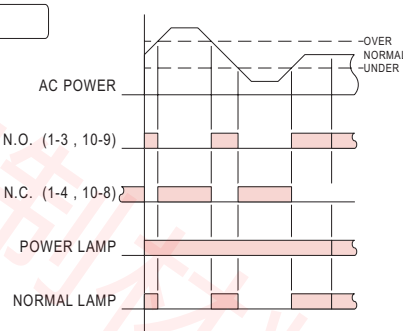 OVER
NORMAL
UNDER
AC POWER
N.O. (1-3 , 10-9)
N.C. (1-4 , 10-8)
POWER LAMP
NORMAL LAMP